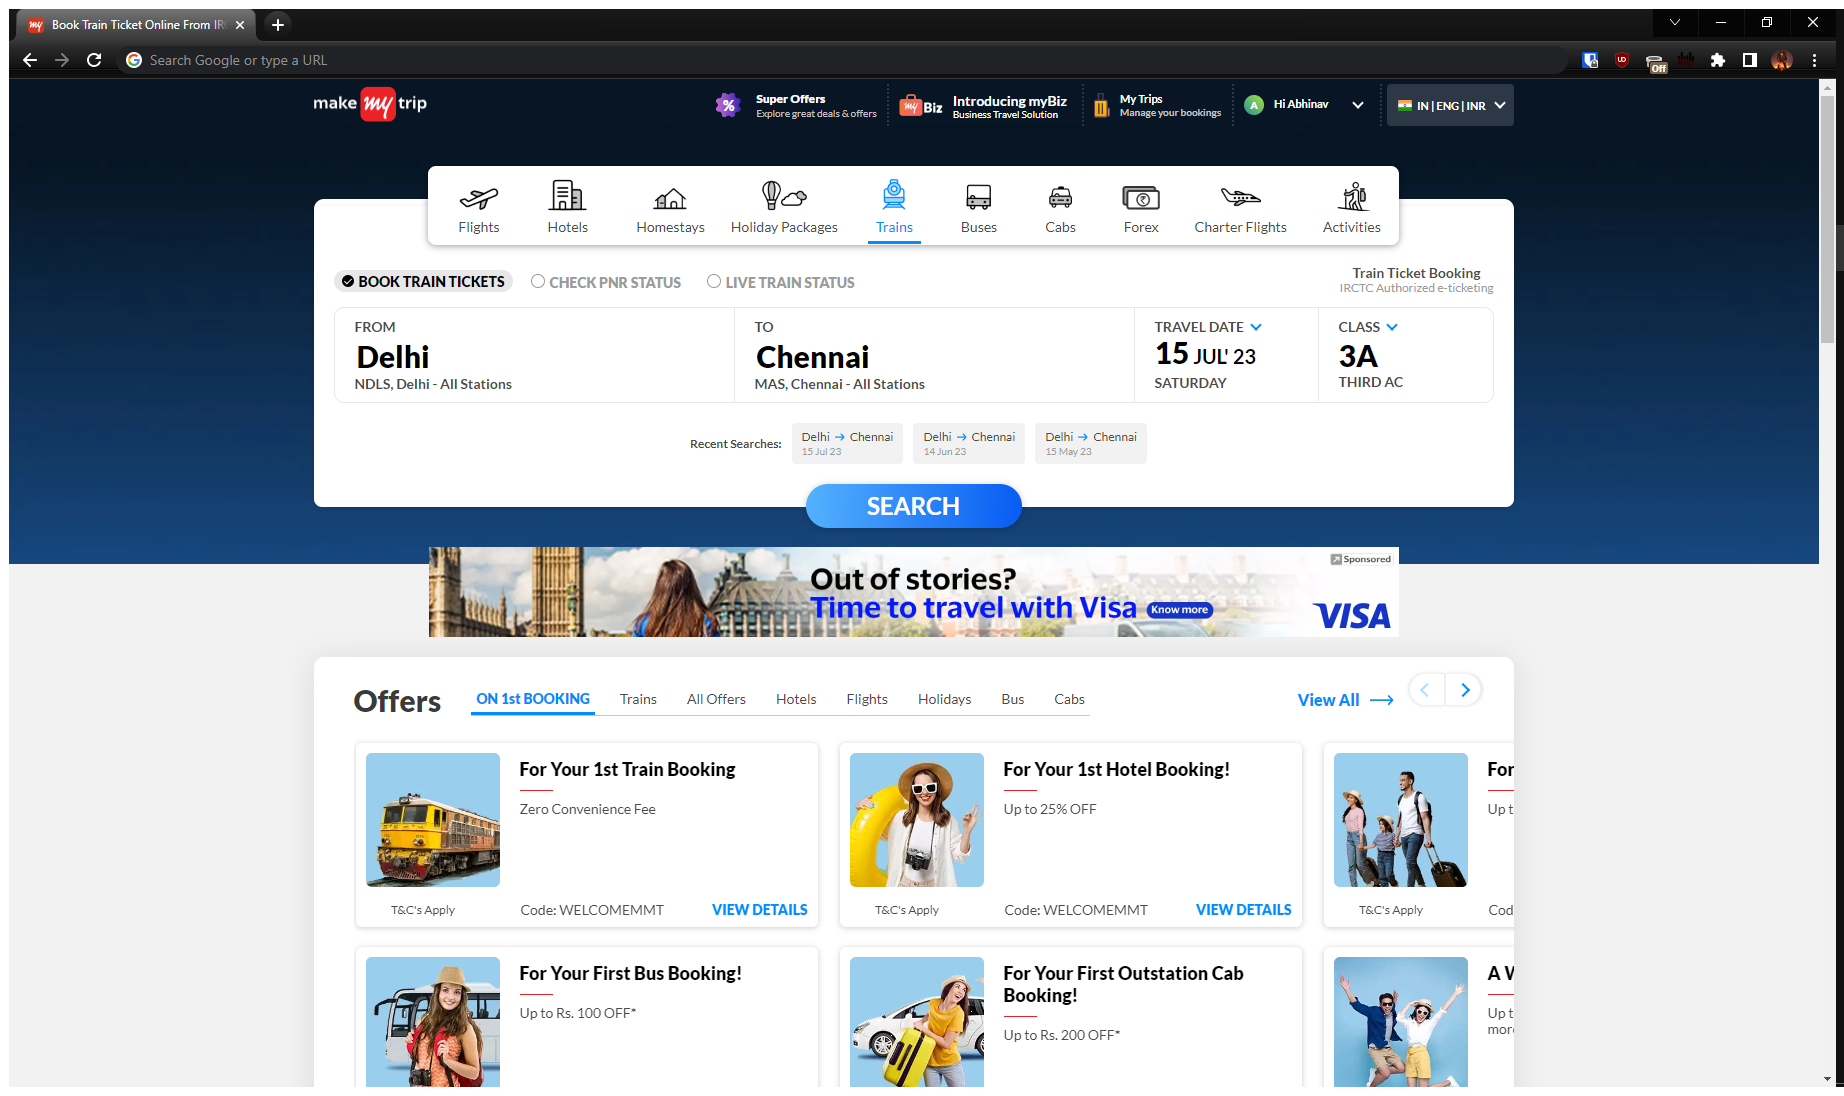 Book Train Ticket Online From IR
Search Google or type a URL
Off
make my trip
Super Offers
Explore great deals & offers
my Biz
Introducing myBiz
Business Travel Solution
My Trips
Manage your bookings
A
Hi Abhinav
IN | ENG | INR
Flights
Hotels
Homestays
Holiday Packages
Trains
Buses
Cabs
Forex
Charter Flights
Activities
BOOK TRAIN TICKETS
CHECK PNR STATUS
LIVE TRAIN STATUS
Train Ticket Booking
IRCTC Authorized e-ticketing
FROM
Delhi
NDLS, Delhi - All Stations
TO
Chennai
MAS, Chennai - All Stations
TRAVEL DATE
15 JUL' 23
SATURDAY
CLASS
3A
THIRD AC
Recent Searches:
Delhi → Chennai
15 Jul 23
Delhi → Chennai
14 Jun 23
Delhi → Chennai
15 May 23
SEARCH
Sponsored
Out of stories?
Time to travel with Visa Know more
VISA
Offers
ON 1st BOOKING
Trains
All Offers
Hotels
Flights
Holidays
Bus
Cabs
View All
For Your 1st Train Booking
Zero Convenience Fee
T&C's Apply
Code: WELCOMEMMT
VIEW DETAILS
For Your 1st Hotel Booking!
Up to 25% OFF
T&C's Apply
Code: WELCOMEMMT
VIEW DETAILS
For
Up t
T&C's Apply
Cod
For Your First Bus Booking!
Up to Rs. 100 OFF*
For Your First Outstation Cab
Booking!
Up to Rs. 200 OFF*
A W
Up t
mor